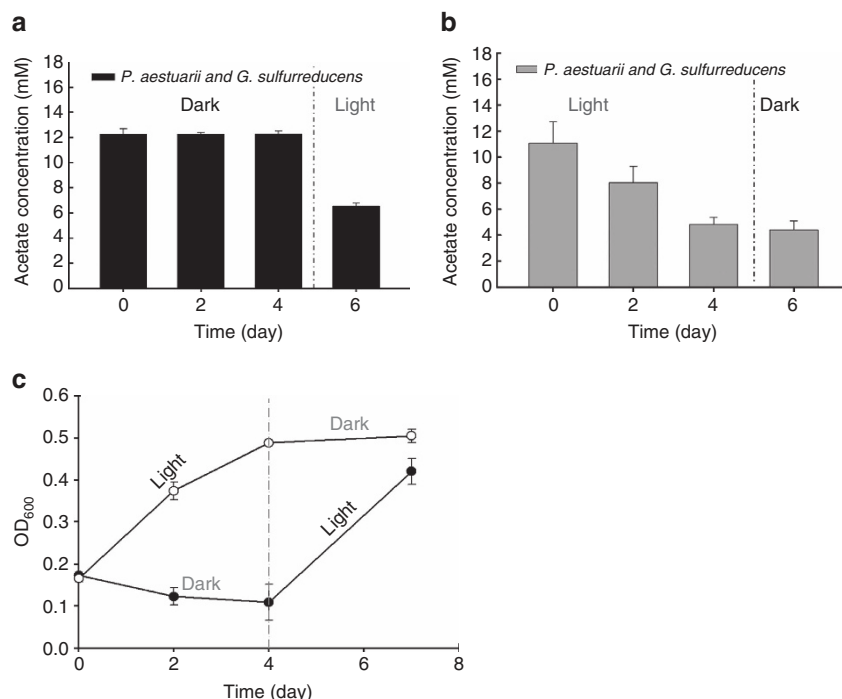 a
Acetate concentration (mM)
18
16
14
12
10
8
6
4
2
0
P. aestuarii and G. sulfurreducens
Dark
Light
0 2 4 6
Time (day)
b
Acetate concentration (mM)
18
16
14
12
10
8
6
4
2
0
P. aestuarii and G. sulfurreducens
Light
Dark
0 2 4 6
Time (day)
c
OD600
0.6
0.5
0.4
0.3
0.2
0.1
0.0
Light
Dark
Dark
Light
0 2 4 6 8
Time (day)